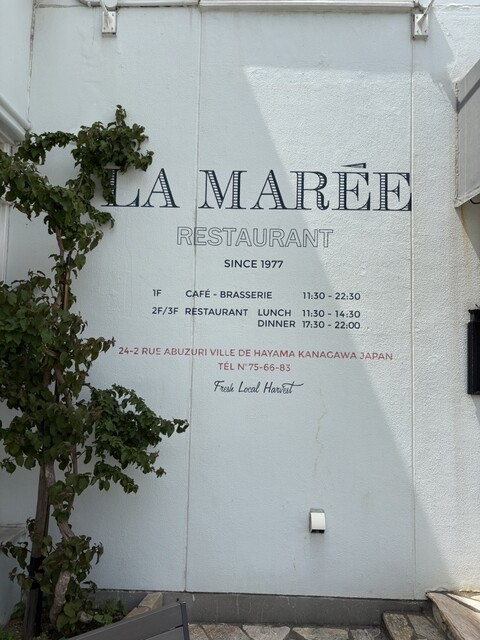 LA MARÉE
RESTAURANT
SINCE 1977
1F CAFÉ - BRASSERIE 11:30 - 22:30
2F/3F RESTAURANT LUNCH 11:30 - 14:30
DINNER 17:30 - 22:00
24-2 RUE ABUZURI VILLE DE HAYAMA KANAGAWA JAPAN
TÉL N° 75-66-83
Fresh Local Harvest